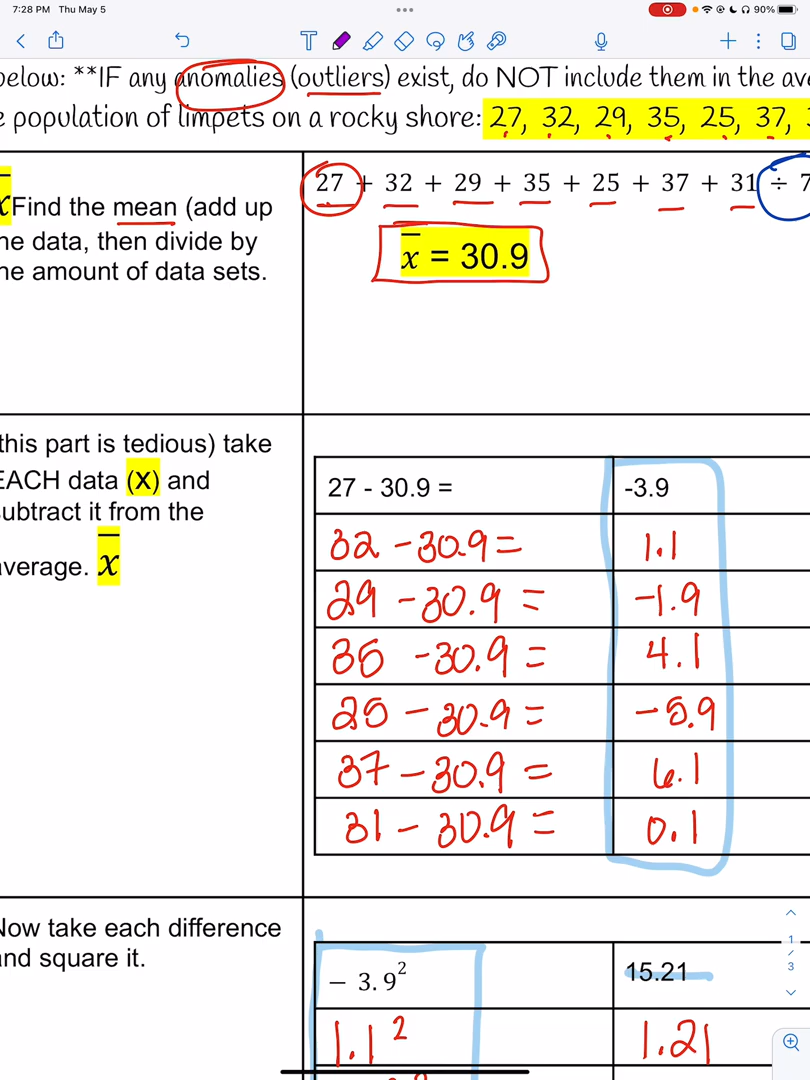 7:28 PM Thu May 5
90%
below: **IF any anomalies (outliers) exist, do NOT include them in the
population of limpets on a rocky shore: 27, 32, 29, 35, 25, 37,
27 + 32 + 29 + 35 + 25 + 37 + 31 ÷ 7
x̄ Find the mean (add up
he data, then divide by
he amount of data sets.
x̄ = 30.9
this part is tedious) take
EACH data (x) and
subtract it from the
average. x̄
27 - 30.9 = -3.9
32 - 30.9 = 1.1
29 - 30.9 = -1.9
35 - 30.9 = 4.1
25 - 30.9 = -5.9
37 - 30.9 = 6.1
31 - 30.9 = 0.1
Now take each difference
and square it.
- 3.9² 15.21
1.1² 1.21
1
/
3